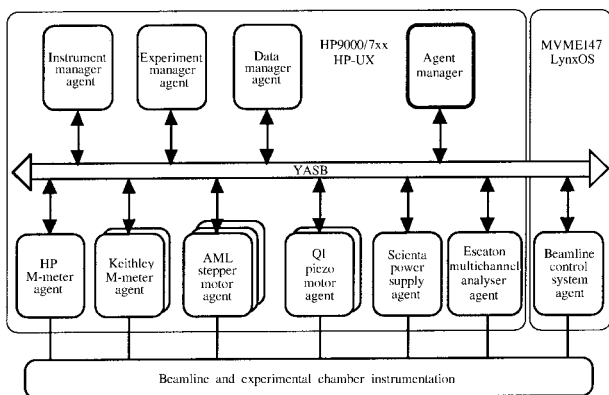 Instrument
manager
agent
Experiment
manager
agent
Data
manager
agent
HP9000/7xx
HP-UX
Agent
manager
MVME147
LynxOS
YASB
HP
M-meter
agent
Keithley
M-meter
agent
AML
stepper
motor
agent
QI
piezo
motor
agent
Scienta
power
supply
agent
Escaton
multichannel
analyser
agent
Beamline
control
system
agent
Beamline and experimental chamber instrumentation